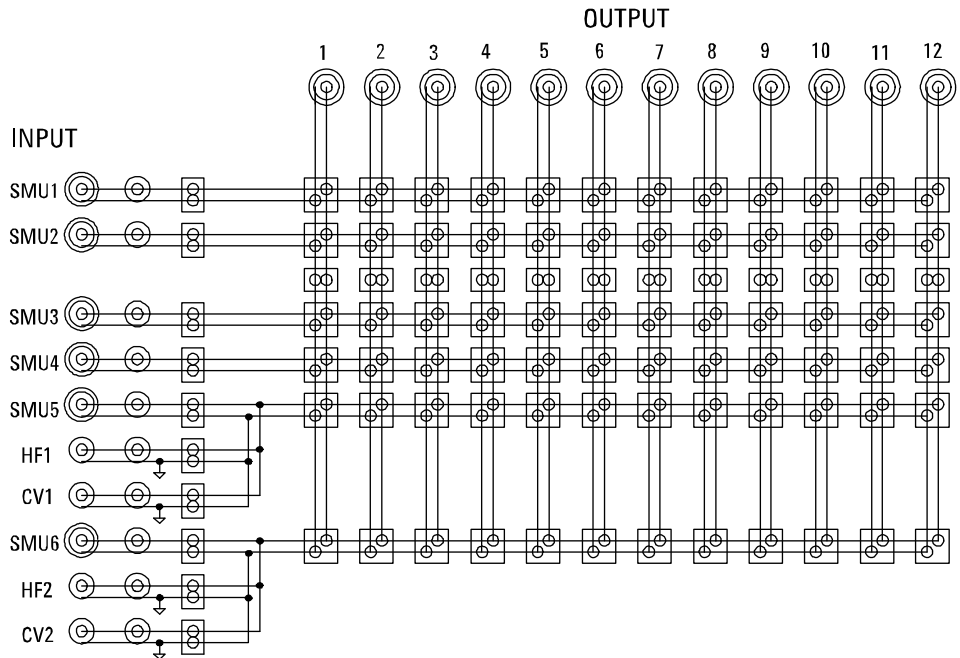 OUTPUT
1 2 3 4 5 6 7 8 9 10 11 12
INPUT
SMU1
SMU2
SMU3
SMU4
SMU5
HF1
CV1
SMU6
HF2
CV2